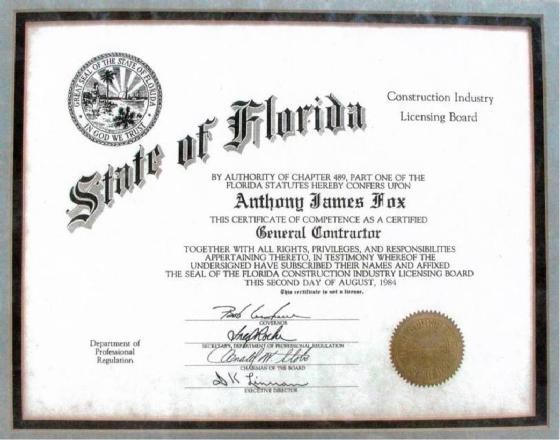 GREAT SEAL OF THE STATE OF FLORIDA
IN GOD WE TRUST
State of Florida
Construction Industry
Licensing Board
BY AUTHORITY OF CHAPTER 489, PART ONE OF THE
FLORIDA STATUTES HEREBY CONFERS UPON
Anthony James Fox
THIS CERTIFICATE OF COMPETENCE AS A CERTIFIED
General Contractor
TOGETHER WITH ALL RIGHTS, PRIVILEGES, AND RESPONSIBILITIES
APPERTAINING THERETO, IN TESTIMONY WHEREOF THE
UNDERSIGNED HAVE SUBSCRIBED THEIR NAMES AND AFFIXED
THE SEAL OF THE FLORIDA CONSTRUCTION INDUSTRY LICENSING BOARD
THIS SECOND DAY OF AUGUST, 1984
This certificate is not a license.
GOVERNOR
SECRETARY, DEPARTMENT OF PROFESSIONAL REGULATION
CHAIRMAN OF THE BOARD
EXECUTIVE DIRECTOR
Department of
Professional
Regulation